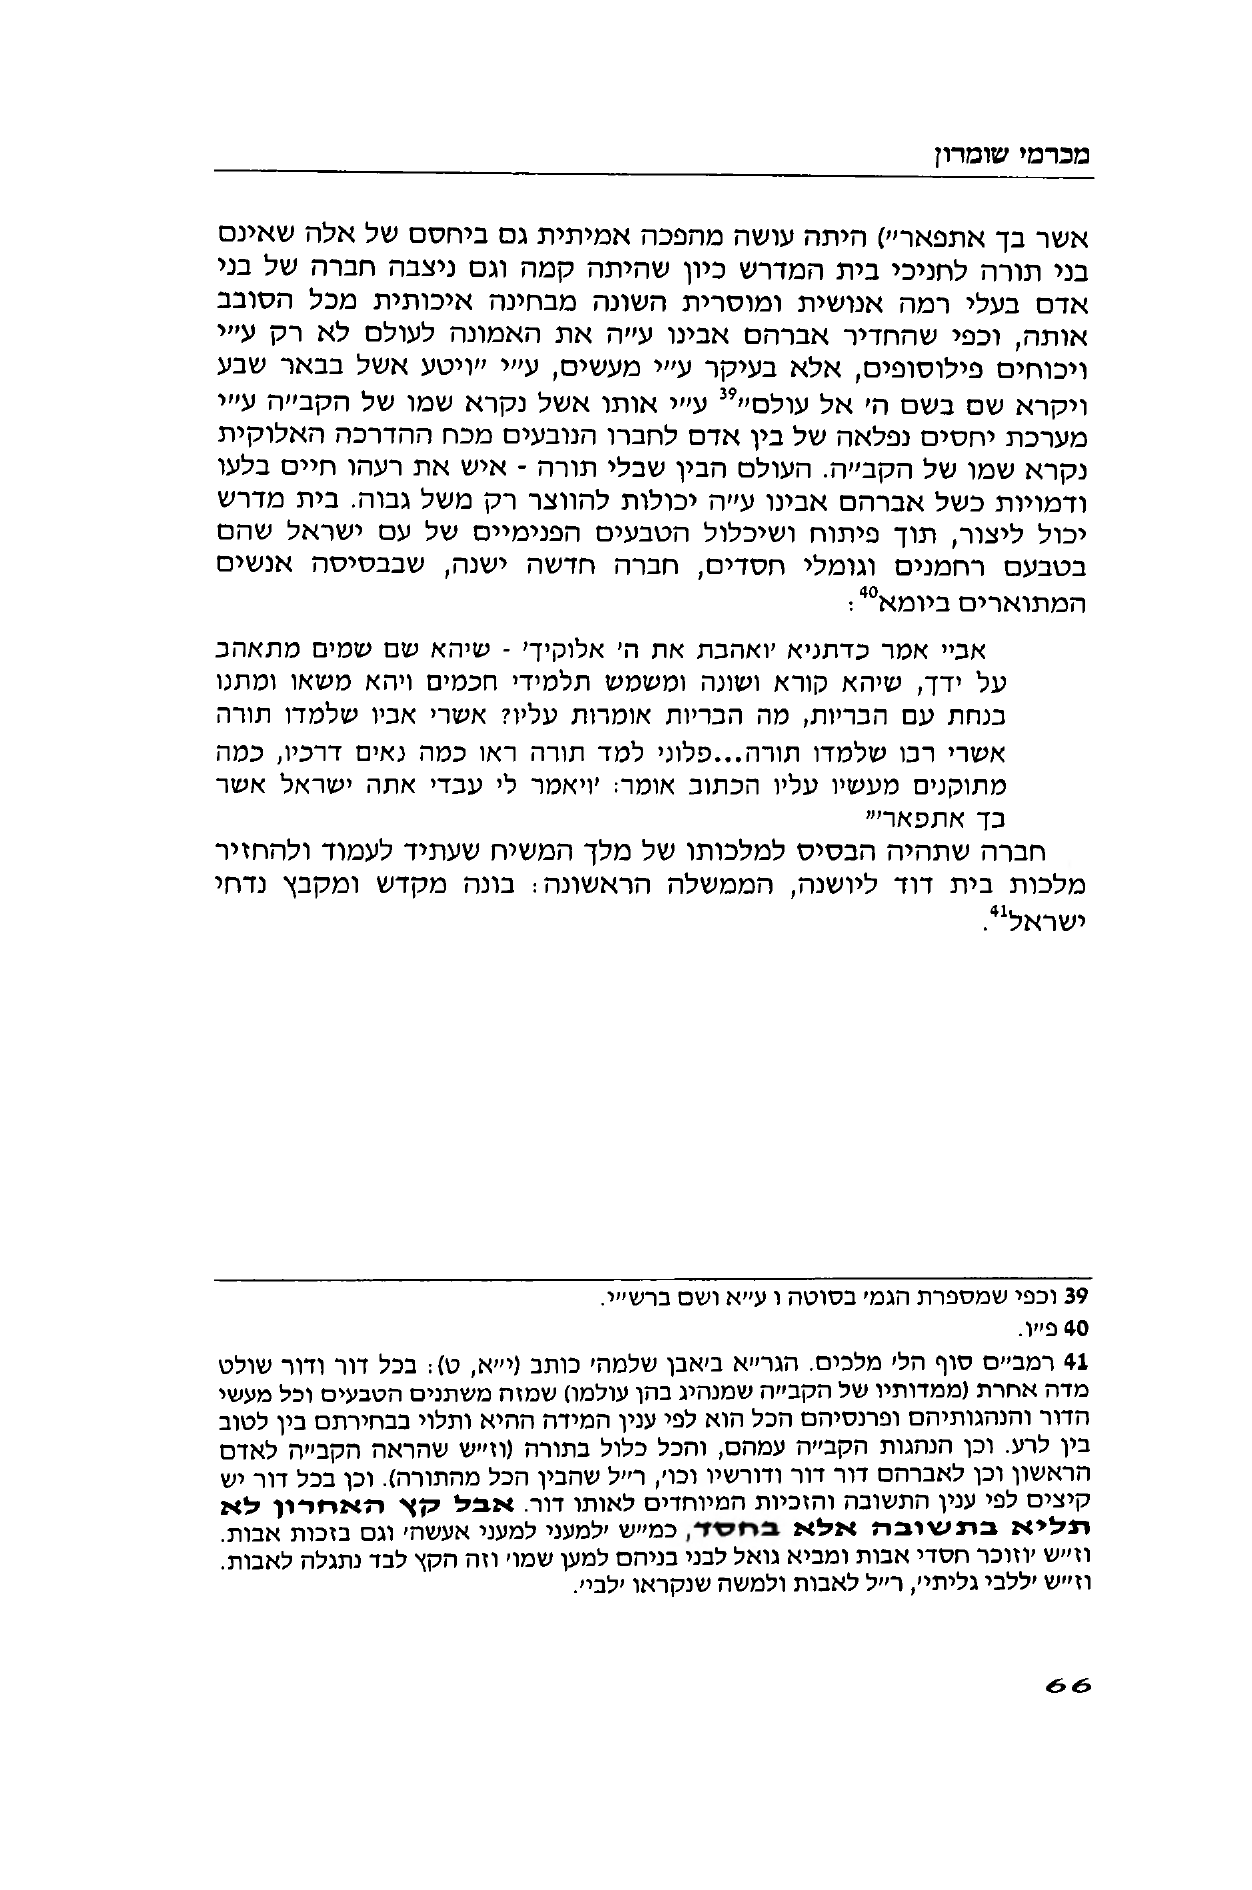 מכרמי שומרון
אשר בך אתפאר״) היתה עושה מהפכה אמיתית גם ביחסם של אלה שאינם
בני תורה לחניכי בית המדרש כיון שהיתה קמה וגם ניצבה חברה של בני
אדם בעלי רמה אנושית ומוסרית השונה מבחינה איכותית מכל הסובב
אותה, וכפי שהחדיר אברהם אבינו ע״ה את האמונה לעולם לא רק ע״י
ויכוחים פילוסופים, אלא בעיקר ע״י מעשים, ע״י ״ויטע אשל בבאר שבע
ויקרא שם בשם ה׳ אל עולם״39 ע״י אותו אשל נקרא שמו של הקב״ה ע״י
מערכת יחסים נפלאה של בין אדם לחברו הנובעים מכח ההדרכה האלוקית
נקרא שמו של הקב״ה. העולם הבין שבלי תורה - איש את רעהו חיים בלעו
ודמויות כשל אברהם אבינו ע״ה יכולות להווצר רק משל גבוה. בית מדרש
יכול ליצור, תוך פיתוח ושיכלול הטבעים הפנימיים של עם ישראל שהם
בטבעם רחמנים וגומלי חסדים, חברה חדשה ישנה, שבבסיסה אנשים
המתוארים ביומא40:
אביי אמר כדתניא ׳ואהבת את ה׳ אלוקיך׳ - שיהא שם שמים מתאהב
על ידך, שיהא קורא ושונה ומשמש תלמידי חכמים ויהא משאו ומתנו
בנחת עם הבריות, מה הבריות אומרות עליו? אשרי אביו שלמדו תורה
אשרי רבו שלמדו תורה...פלוני למד תורה ראו כמה נאים דרכיו, כמה
מתוקנים מעשיו עליו הכתוב אומר: ׳ויאמר לי עבדי אתה ישראל אשר
בך אתפאר׳״
חברה שתהיה הבסיס למלכותו של מלך המשיח שעתיד לעמוד ולהחזיר
מלכות בית דוד ליושנה, הממשלה הראשונה: בונה מקדש ומקבץ נדחי
ישראל41.
39 וכפי שמספרת הגמ׳ בסוטה ו ע״א ושם ברש״י.
40 פ״ו.
41 רמב״ם סוף הל׳ מלכים. הגר״א ב׳אבן שלמה׳ כותב (י״א, ט): בכל דור ודור שולט
מדה אחרת (ממדותיו של הקב״ה שמנהיג בהן עולמו) שמזה משתנים הטבעים וכל מעשי
הדור והנהגותיהם ופרנסיהם הכל הוא לפי ענין המידה ההיא ותלוי בבחירתם בין לטוב
בין לרע. וכן הנהגות הקב״ה עמהם, והכל כלול בתורה (וז״ש שהראה הקב״ה לאדם
הראשון וכן לאברהם דור דור ודורשיו וכו׳, ר״ל שהבין הכל מהתורה). וכן בכל דור יש
קיצים לפי ענין התשובה והזכיות המיוחדים לאותו דור. אבל קץ האחרון לא
תליא בתשובה אלא בחסד, כמ״ש ׳למעני למעני אעשה׳ וגם בזכות אבות.
וז״ש ׳וזוכר חסדי אבות ומביא גואל לבני בניהם למען שמו׳ וזה הקץ לבד נתגלה לאבות.
וז״ש ׳ללבי גליתי׳, ר״ל לאבות ולמשה שנקראו ׳לבי׳.
66